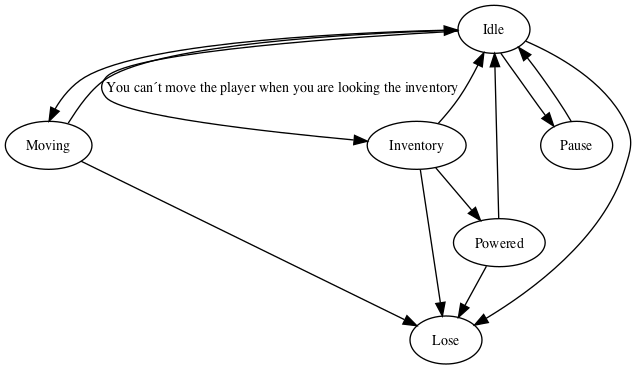 Idle
You can´t move the player when you are looking the inventory
Moving
Inventory
Pause
Powered
Lose